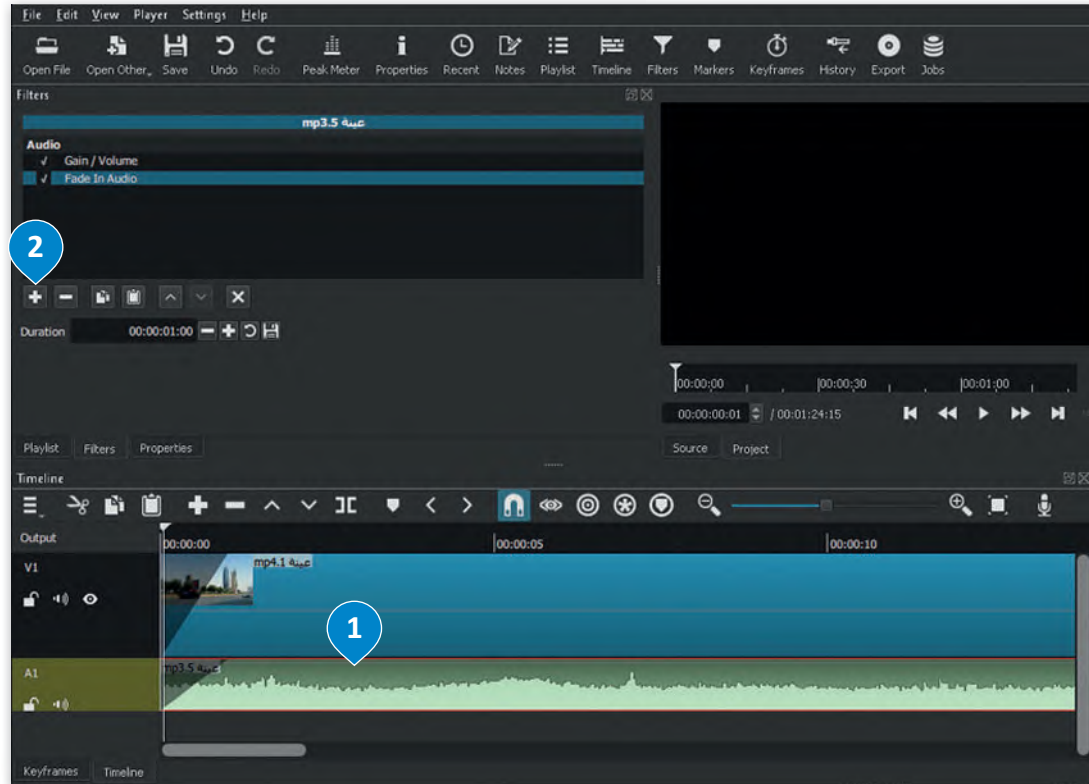 File Edit View Player Settings Help
Open File Open Other... Save Undo Redo Peak Meter Properties Recent Notes Playlist Timeline Filters Markers Keyframes History Export Jobs
Filters
عينة mp3.5
Audio
√ Gain / Volume
√ Fade In Audio
2
Duration 00:00:01:00
00:00:00 00:00:30 00:01:00
00:00:00:01 / 00:01:24:15
Playlist Filters Properties
Source Project
Timeline
Output 00:00:00 00:00:05 00:00:10
V1
عينة mp4.1
1
A1
عينة mp3.5
Keyframes Timeline